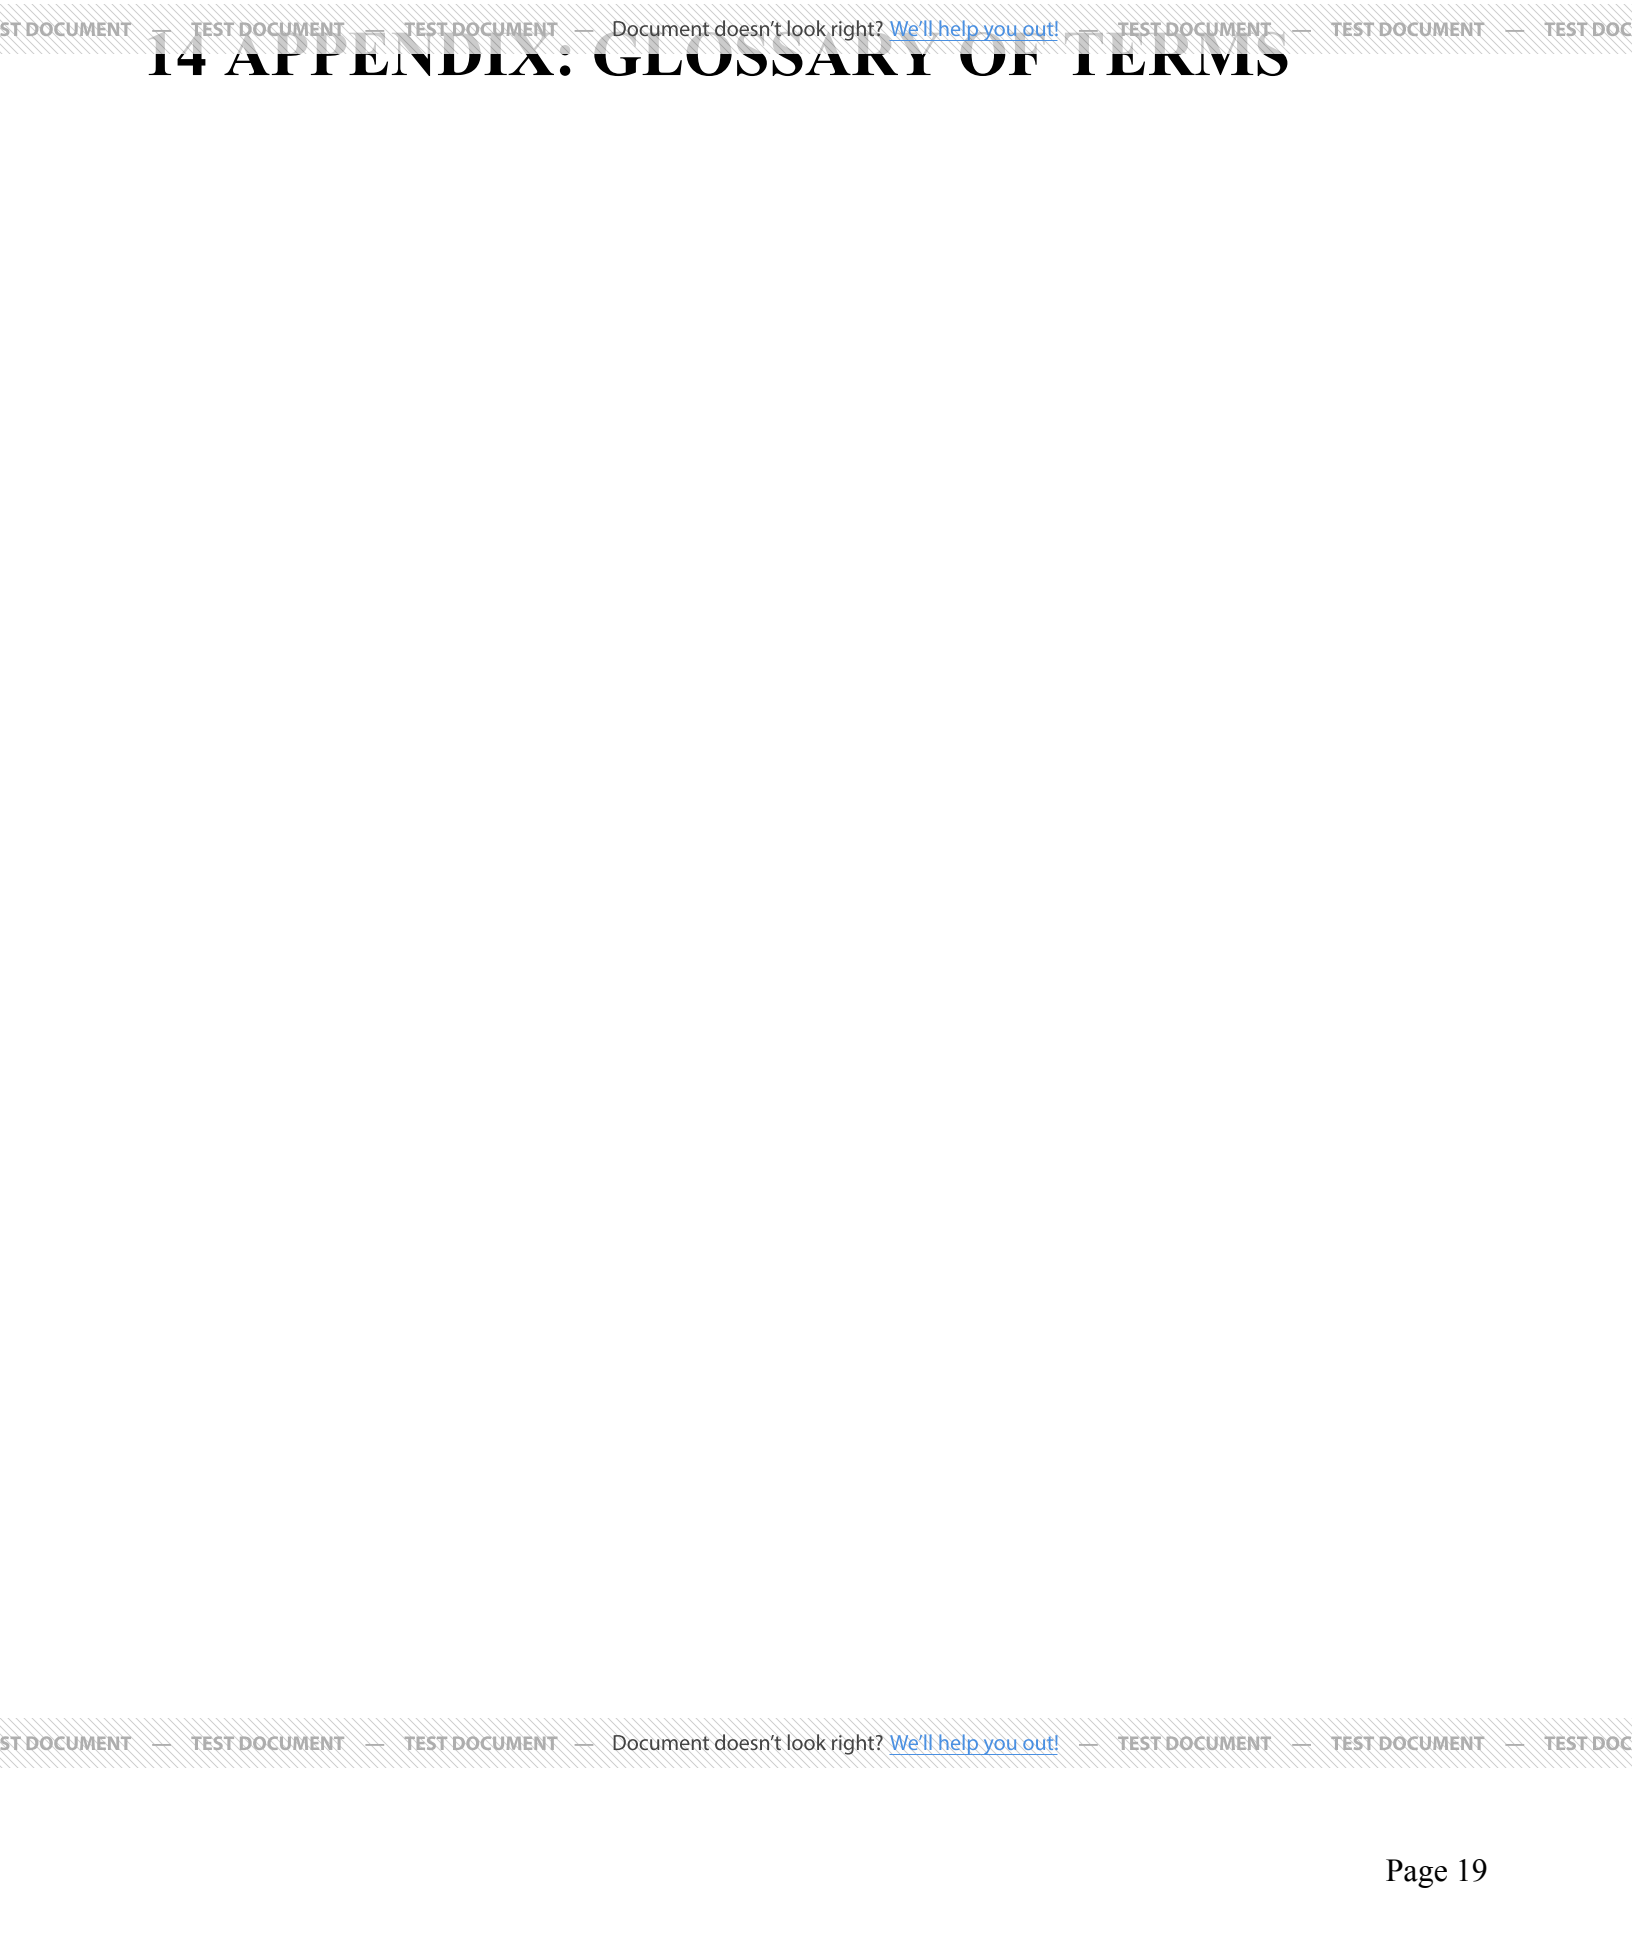 ST DOCUMENT — TEST DOCUMENT — TEST DOCUMENT — Document doesn’t look right? We’ll help you out! — TEST DOCUMENT — TEST DOCUMENT — TEST DOC
14 APPENDIX: GLOSSARY OF TERMS
ST DOCUMENT — TEST DOCUMENT — TEST DOCUMENT — Document doesn’t look right? We’ll help you out! — TEST DOCUMENT — TEST DOCUMENT — TEST DOC
Page 19